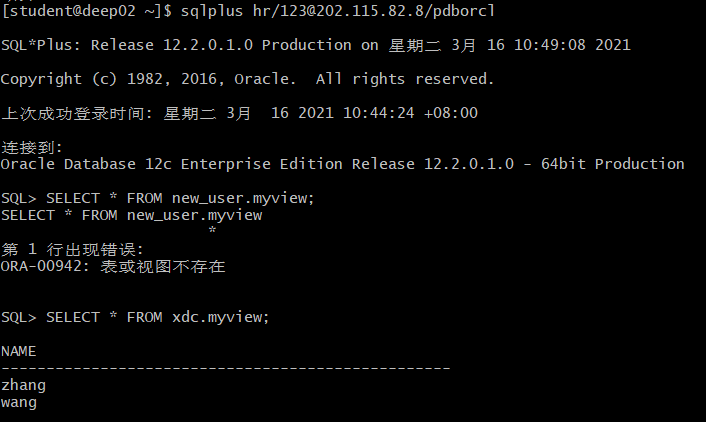 [student@deep02 ~]$ sqlplus hr/123@202.115.82.8/pdborcl
SQL*Plus: Release 12.2.0.1.0 Production on 星期二 3月 16 10:49:08 2021
Copyright (c) 1982, 2016, Oracle.  All rights reserved.
上次成功登录时间: 星期二 3月  16 2021 10:44:24 +08:00
连接到:
Oracle Database 12c Enterprise Edition Release 12.2.0.1.0 - 64bit Production
SQL> SELECT * FROM new_user.myview;
SELECT * FROM new_user.myview
*
第 1 行出现错误:
ORA-00942: 表或视图不存在
SQL> SELECT * FROM xdc.myview;
NAME
--------------------------------------------------
zhang
wang